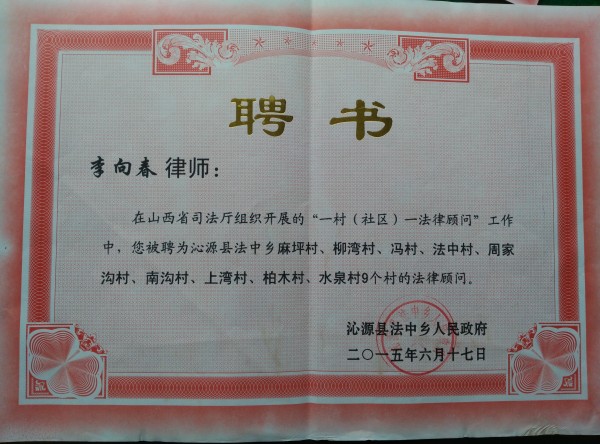 聘书
李向春律师：
在山西省司法厅组织开展的“一村（社区）一法律顾问”工作
中，您被聘为沁源县法中乡麻坪村、柳湾村、冯村、法中村、周家
沟村、南沟村、上湾村、柏木村、水泉村9个村的法律顾问。
沁源县法中乡人民政府
二〇一五年六月十七日